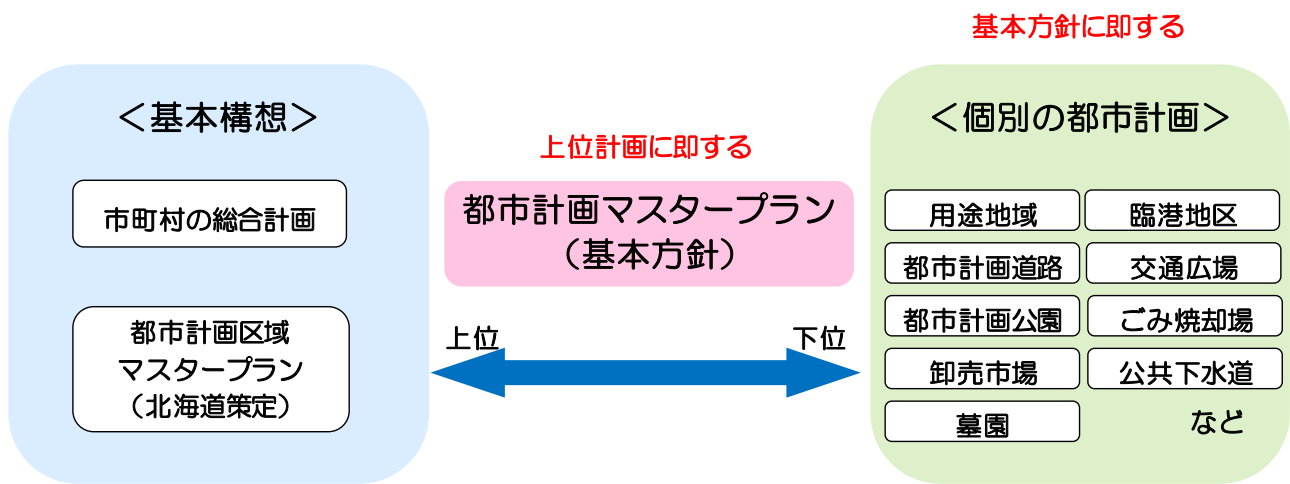 基本方針に即する
＜基本構想＞
市町村の総合計画
都市計画区域
マスタープラン
（北海道策定）
上位計画に即する
都市計画マスタープラン
（基本方針）
上位
下位
＜個別の都市計画＞
用途地域
臨港地区
都市計画道路
交通広場
都市計画公園
ごみ焼却場
卸売市場
公共下水道
墓園
など